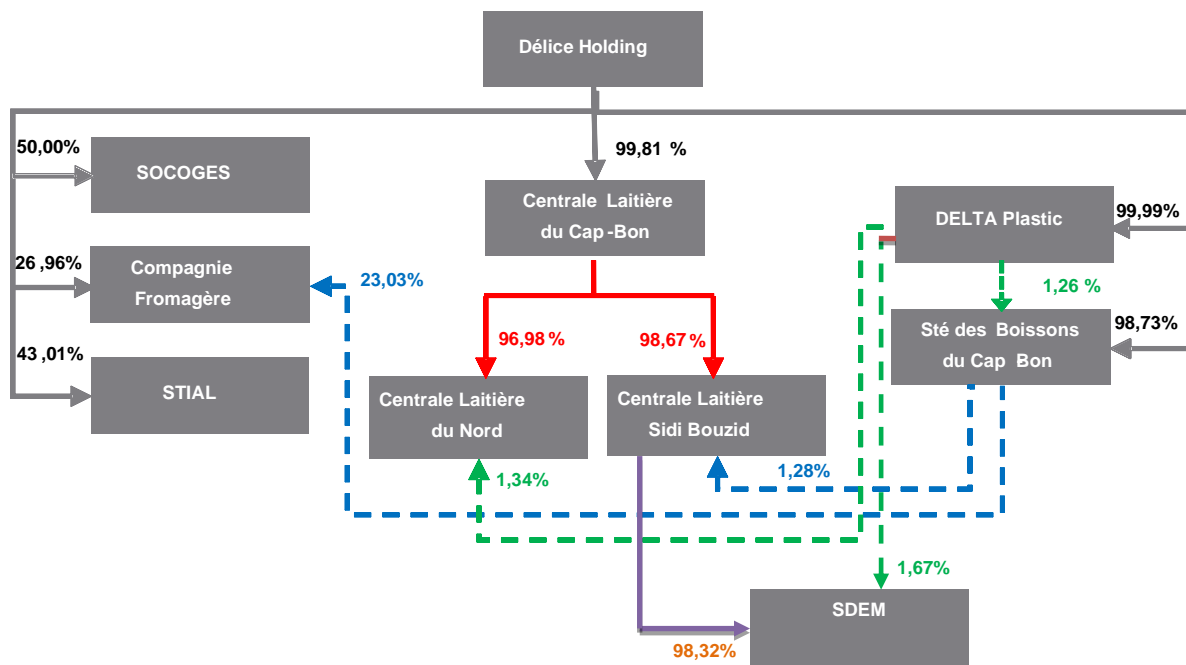 Délice Holding
50,00%
SOCOGES
99,81 %
Centrale Laitière
du Cap-Bon
DELTA Plastic
99,99%
26 ,96%
Compagnie
Fromagère
23,03%
1,26 %
96,98 %
98,67 %
Sté des Boissons
du Cap Bon
98,73%
43 ,01%
STIAL
Centrale Laitière
du Nord
Centrale Laitière
Sidi Bouzid
1,34%
1,28%
1,67%
SDEM
98,32%